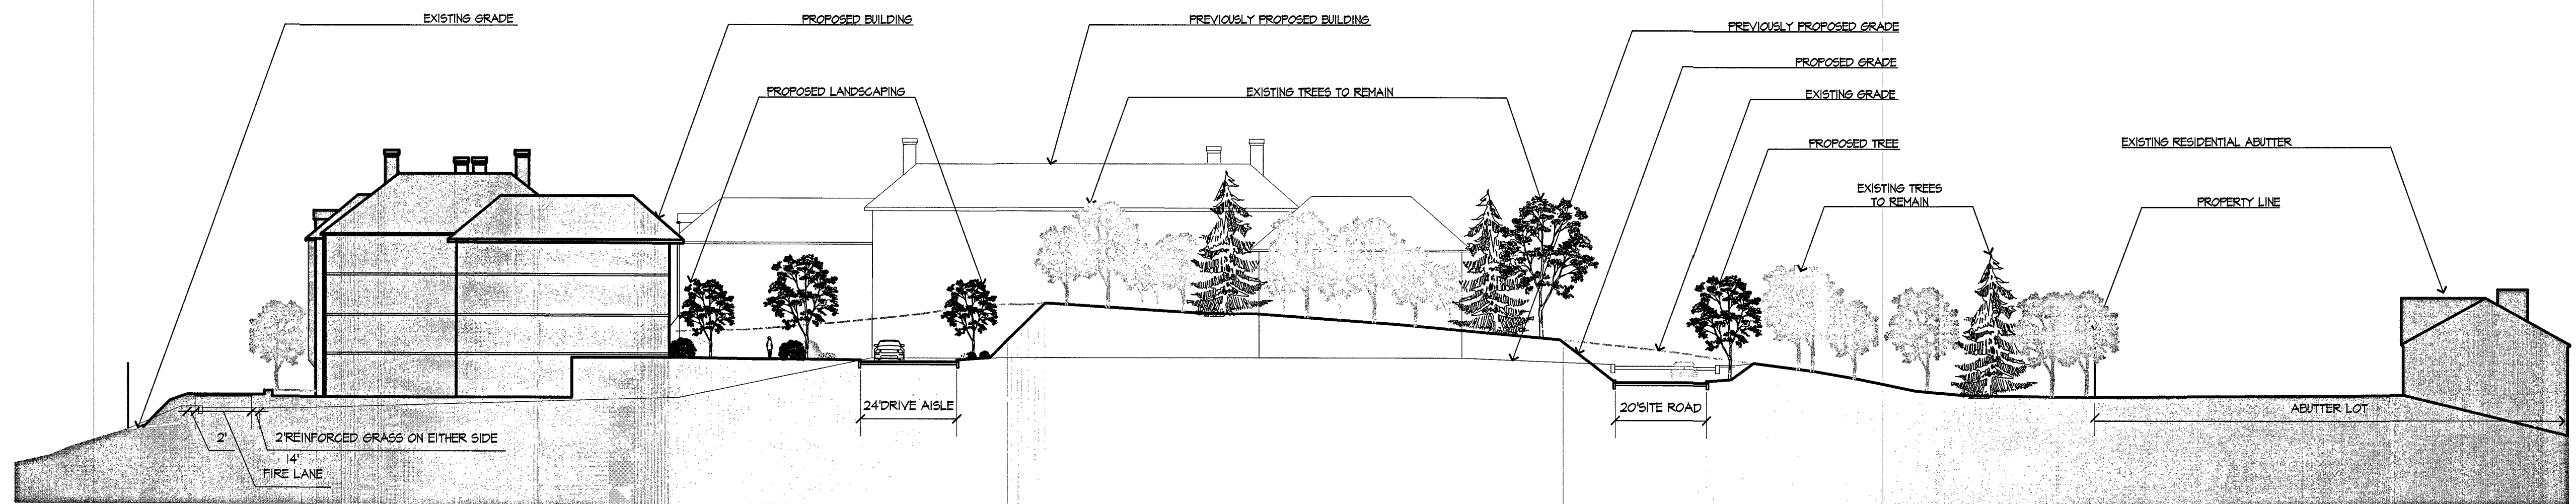 EXISTING GRADE
PROPOSED BUILDING
PREVIOUSLY PROPOSED BUILDING
PREVIOUSLY PROPOSED GRADE
PROPOSED GRADE
PROPOSED LANDSCAPING
EXISTING TREES TO REMAIN
EXISTING GRADE
PROPOSED TREE
EXISTING RESIDENTIAL ABUTTER
EXISTING TREES
TO REMAIN
PROPERTY LINE
24'DRIVE AISLE
20'SITE ROAD
ABUTTER LOT
2'
2'REINFORCED GRASS ON EITHER SIDE
14'
FIRE LANE